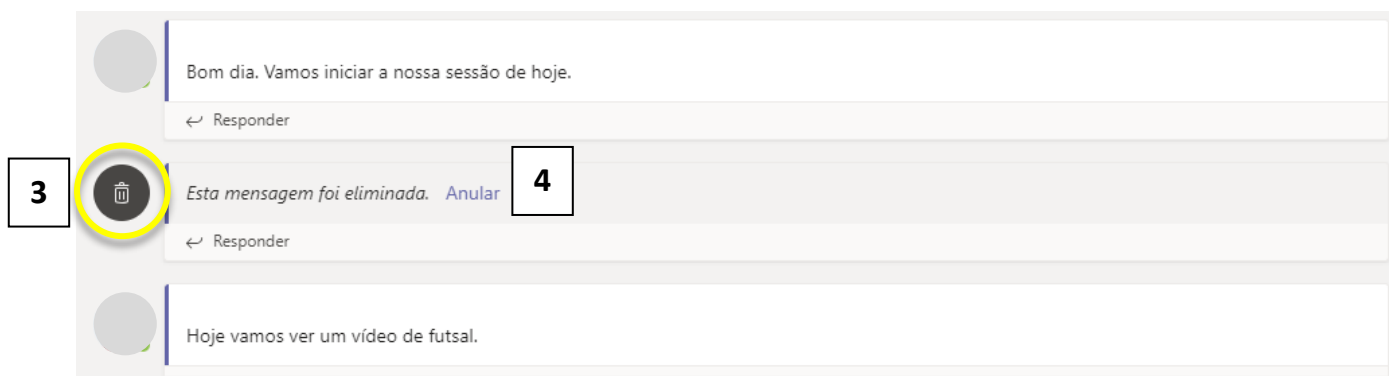 Bom dia. Vamos iniciar a nossa sessão de hoje.
Responder
3
Esta mensagem foi eliminada. Anular
4
Responder
Hoje vamos ver um vídeo de futsal.